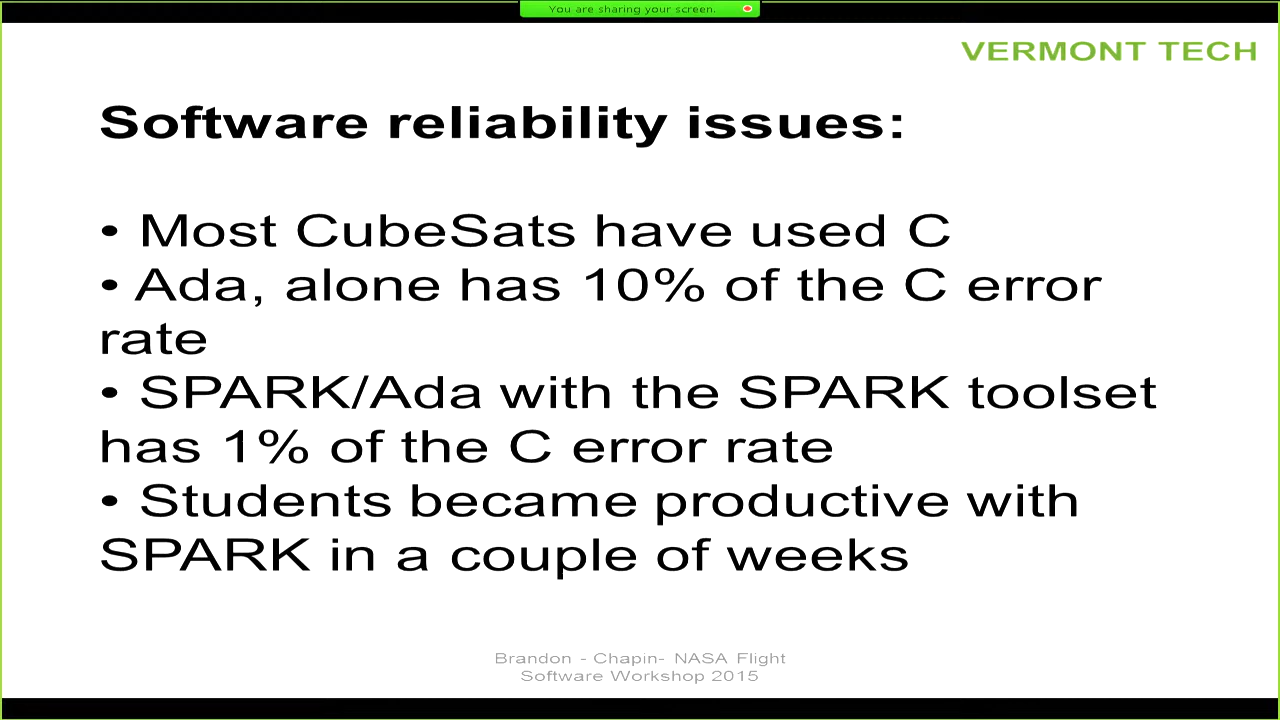 You are sharing your screen.
VERMONT TECH
Software reliability issues:
• Most CubeSats have used C
• Ada, alone has 10% of the C error
rate
• SPARK/Ada with the SPARK toolset
has 1% of the C error rate
• Students became productive with
SPARK in a couple of weeks
Brandon - Chapin- NASA Flight
Software Workshop 2015